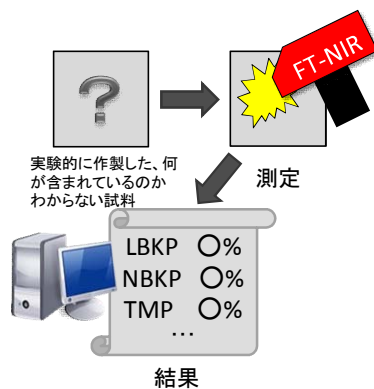 ?
FT-NIR
実験的に作製した、何
が含まれているのか
わからない試料
測定
LBKP 〇%
NBKP 〇%
TMP 〇%
…
結果